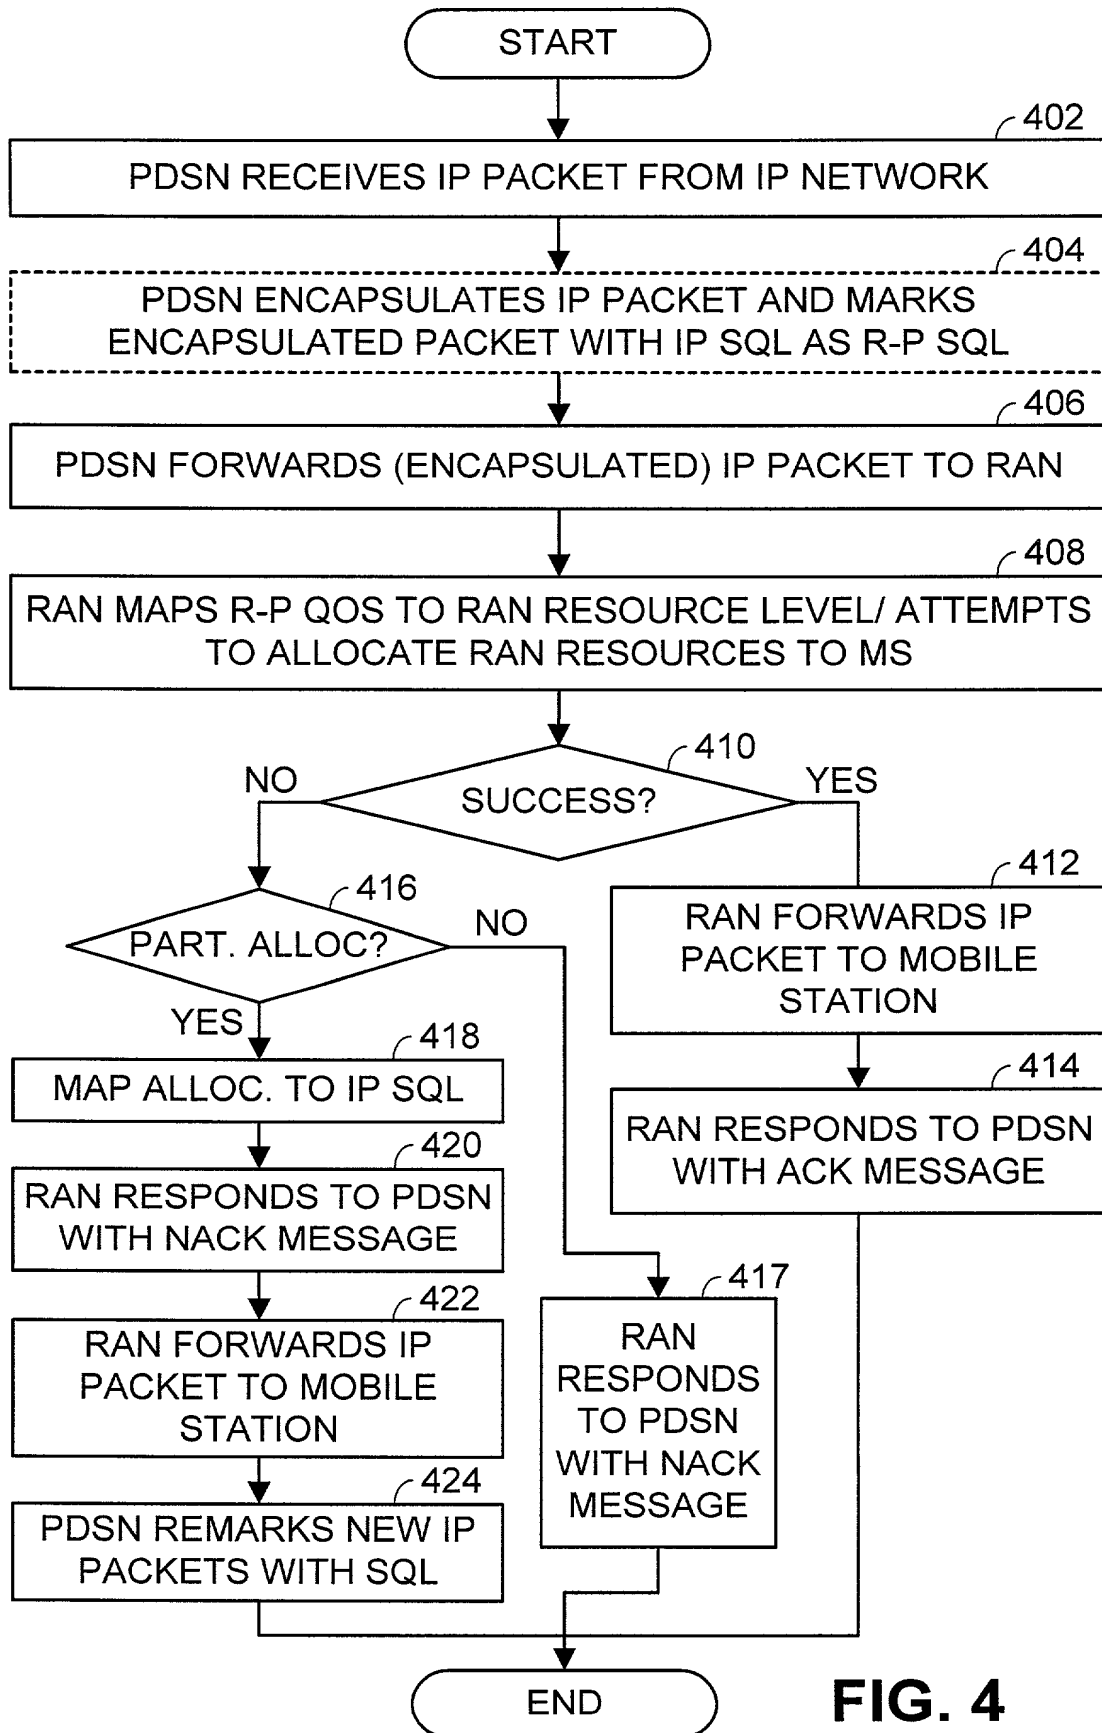 START
402
PDSN RECEIVES IP PACKET FROM IP NETWORK
404
PDSN ENCAPSULATES IP PACKET AND MARKS
ENCAPSULATED PACKET WITH IP SQL AS R-P SQL
406
PDSN FORWARDS (ENCAPSULATED) IP PACKET TO RAN
408
RAN MAPS R-P QOS TO RAN RESOURCE LEVEL/ ATTEMPTS
TO ALLOCATE RAN RESOURCES TO MS
410
NO
SUCCESS?
YES
412
RAN FORWARDS IP
PACKET TO MOBILE
STATION
414
RAN RESPONDS TO PDSN
WITH ACK MESSAGE
416
PART. ALLOC?
NO
YES
418
MAP ALLOC. TO IP SQL
420
RAN RESPONDS TO PDSN
WITH NACK MESSAGE
422
RAN FORWARDS IP
PACKET TO MOBILE
STATION
424
PDSN REMARKS NEW IP
PACKETS WITH SQL
417
RAN
RESPONDS
TO PDSN
WITH NACK
MESSAGE
END
FIG. 4